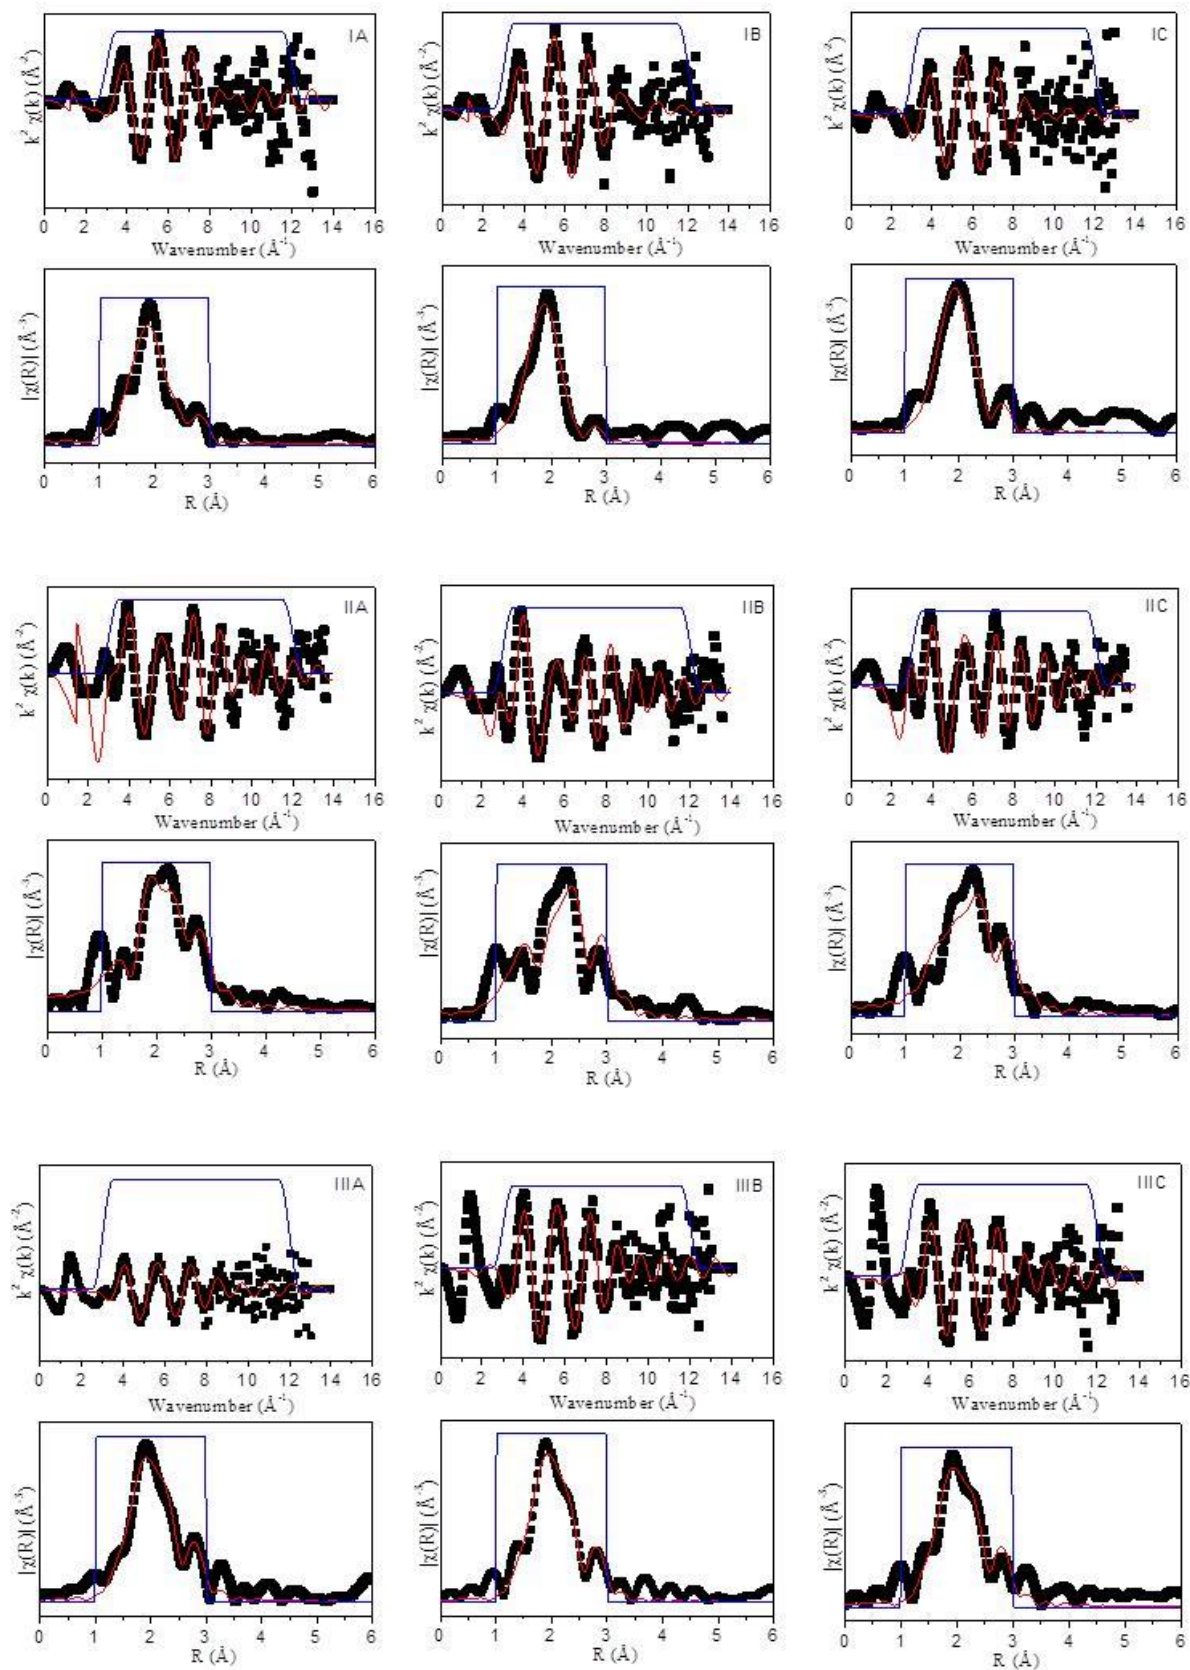 IA IB IC
k² χ(k) (Å⁻²) k² χ(k) (Å⁻²) k² χ(k) (Å⁻²)
0 2 4 6 8 10 12 14 16 0 2 4 6 8 10 12 14 16 0 2 4 6 8 10 12 14 16
Wavenumber (Å⁻¹) Wavenumber (Å⁻¹) Wavenumber (Å⁻¹)
|χ(R)| (Å⁻³) |χ(R)| (Å⁻³) |χ(R)| (Å⁻³)
0 1 2 3 4 5 6 0 1 2 3 4 5 6 0 1 2 3 4 5 6
R (Å) R (Å) R (Å)
IIA IIB IIC
k² χ(k) (Å⁻²) k² χ(k) (Å⁻²) k² χ(k) (Å⁻²)
0 2 4 6 8 10 12 14 16 0 2 4 6 8 10 12 14 16 0 2 4 6 8 10 12 14 16
Wavenumber (Å⁻¹) Wavenumber (Å⁻¹) Wavenumber (Å⁻¹)
|χ(R)| (Å⁻³) |χ(R)| (Å⁻³) |χ(R)| (Å⁻³)
0 1 2 3 4 5 6 0 1 2 3 4 5 6 0 1 2 3 4 5 6
R (Å) R (Å) R (Å)
IIIA IIIB IIIC
k² χ(k) (Å⁻²) k² χ(k) (Å⁻²) k² χ(k) (Å⁻²)
0 2 4 6 8 10 12 14 16 0 2 4 6 8 10 12 14 16 0 2 4 6 8 10 12 14 16
Wavenumber (Å⁻¹) Wavenumber (Å⁻¹) Wavenumber (Å⁻¹)
|χ(R)| (Å⁻³) |χ(R)| (Å⁻³) |χ(R)| (Å⁻³)
0 1 2 3 4 5 6 0 1 2 3 4 5 6 0 1 2 3 4 5 6
R (Å) R (Å) R (Å)